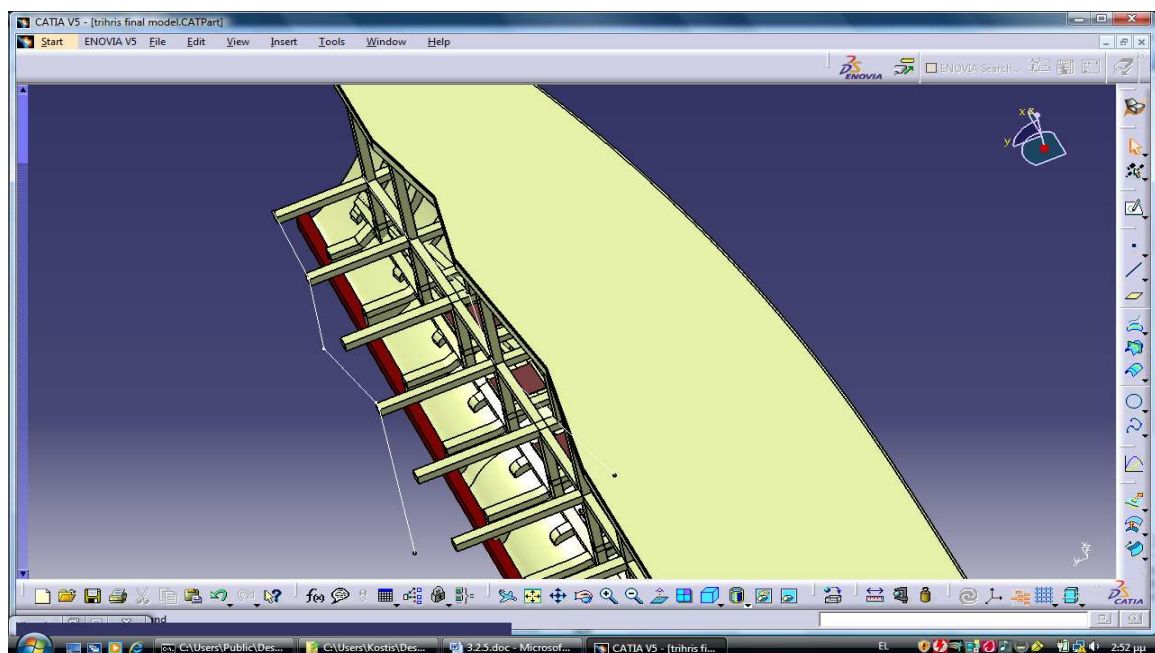 CATIA V5 - [trihris final model.CATPart]
Start ENOVIA V5 File Edit View Insert Tools Window Help
ENOVIA
ENOVIA Search...
x
y
f(x)
CATIA
C:\Users\Public\Des... C:\Users\Kostis\Des... 3.2.5.doc - Microsof... CATIA V5 - [trihris fi... EL 2:52 μμ